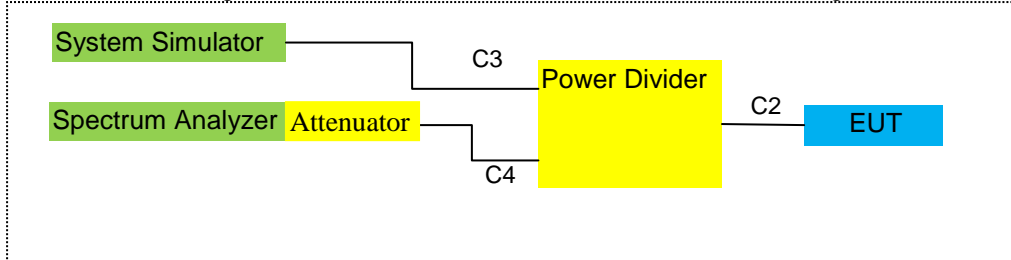 System Simulator
C3
Power Divider
C2
Spectrum Analyzer Attenuator
EUT
C4